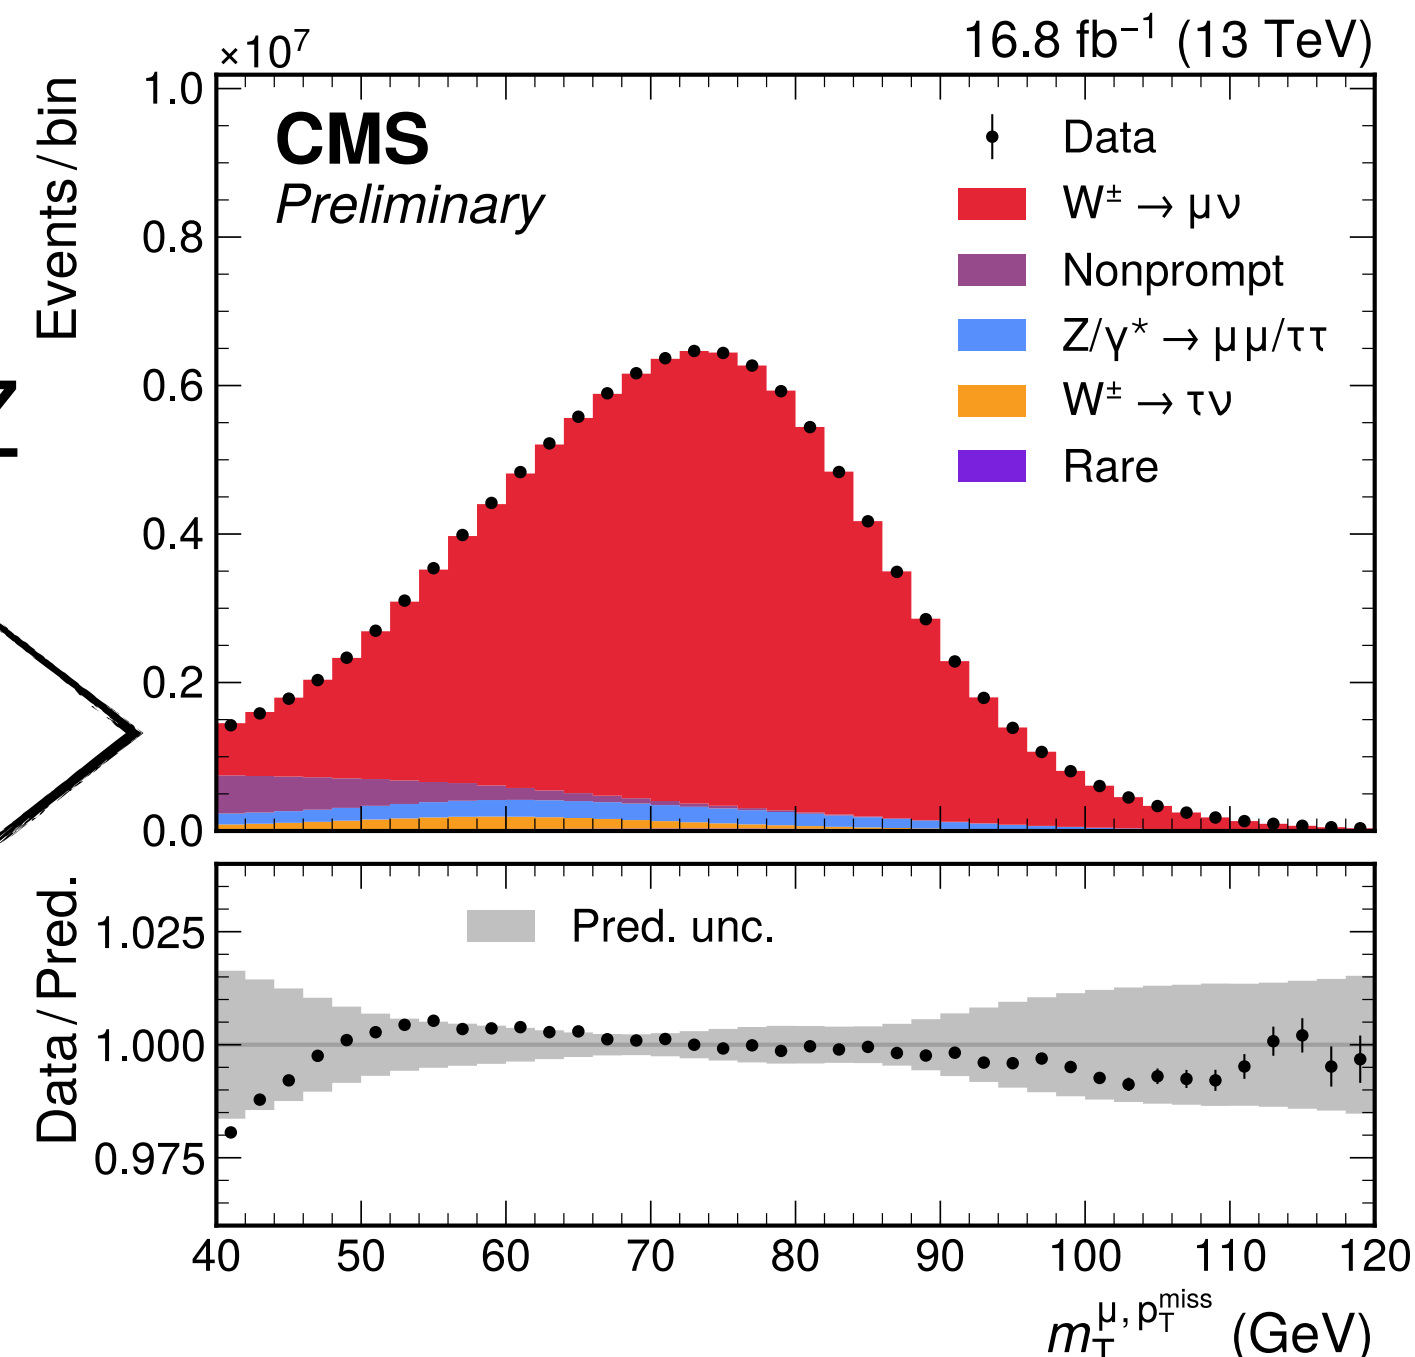 ×10⁷
16.8 fb⁻¹ (13 TeV)
Events/bin
1.0
0.8
0.6
0.4
0.2
0.0
CMS
Preliminary
Data
W± → μν
Nonprompt
Z/γ* → μμ/ττ
W± → τν
Rare
Data/Pred.
1.025
1.000
0.975
Pred. unc.
40 50 60 70 80 90 100 110 120
m_T^{μ, p_T^{miss}} (GeV)